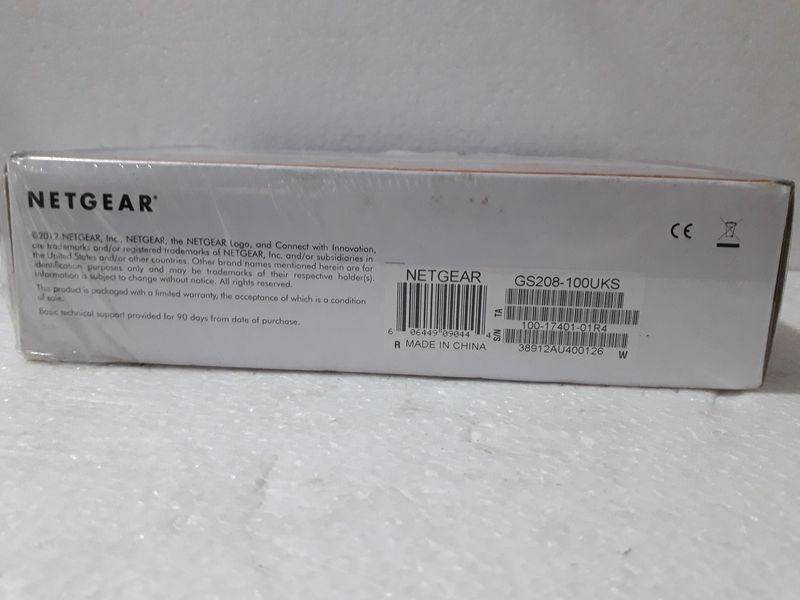 NETGEAR®
©2012 NETGEAR, Inc., NETGEAR, the NETGEAR Logo, and Connect with Innovation,
are trademarks and/or registered trademarks of NETGEAR, Inc. and/or subsidiaries in
the United States and/or other countries. Other brand names mentioned herein are for
identification purposes only and may be trademarks of their respective holder(s).
Information is subject to change without notice. All rights reserved.
This product is packaged with a limited warranty, the acceptance of which is a condition
of sale.
Basic technical support provided for 90 days from date of purchase.
CE
NETGEAR
6 06449 09044 4
R MADE IN CHINA
GS208-100UKS
TA
100-17401-01R4
S/N
38912AU400126 W